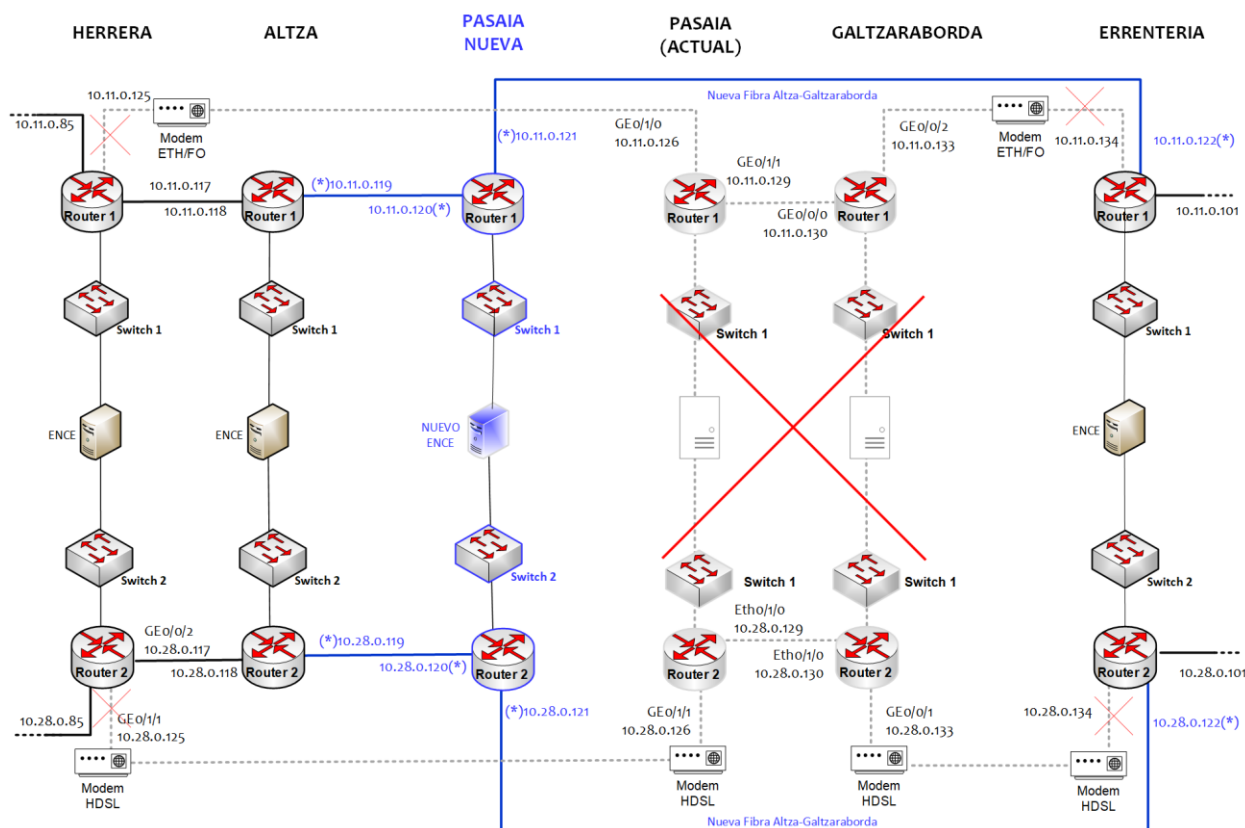 HERRERA
ALTZA
PASAIA
NUEVA
PASAIA
(ACTUAL)
GALTZARABORDA
ERRENTERIA
10.11.0.125
10.11.0.85
Modem
ETH/FO
Nueva Fibra Altza-Galtzaraborda
(*)10.11.0.121
GE0/1/0
10.11.0.126
GE0/0/2
10.11.0.133
Modem
ETH/FO
10.11.0.134
10.11.0.122(*)
GE0/1/1
10.11.0.129
Router 1
10.11.0.117
10.11.0.118
Router 1
(*)10.11.0.119
10.11.0.120(*)
Router 1
Router 1
GE0/0/0
10.11.0.130
Router 1
Router 1
10.11.0.101
Switch 1
Switch 1
Switch 1
Switch 1
Switch 1
Switch 1
ENCE
ENCE
NUEVO
ENCE
ENCE
Switch 2
Switch 2
Switch 2
Switch 1
Switch 1
Switch 2
Router 2
GE0/0/2
10.28.0.117
10.28.0.118
Router 2
(*)10.28.0.119
10.28.0.120(*)
Router 2
Eth0/1/0
10.28.0.129
Router 2
Eth0/1/0
10.28.0.130
Router 2
Router 2
10.28.0.101
10.28.0.85
GE0/1/1
10.28.0.125
(*)10.28.0.121
GE0/1/1
10.28.0.126
GE0/0/1
10.28.0.133
10.28.0.134
10.28.0.122(*)
Modem
HDSL
Modem
HDSL
Modem
HDSL
Modem
HDSL
Nueva Fibra Altza-Galtzaraborda